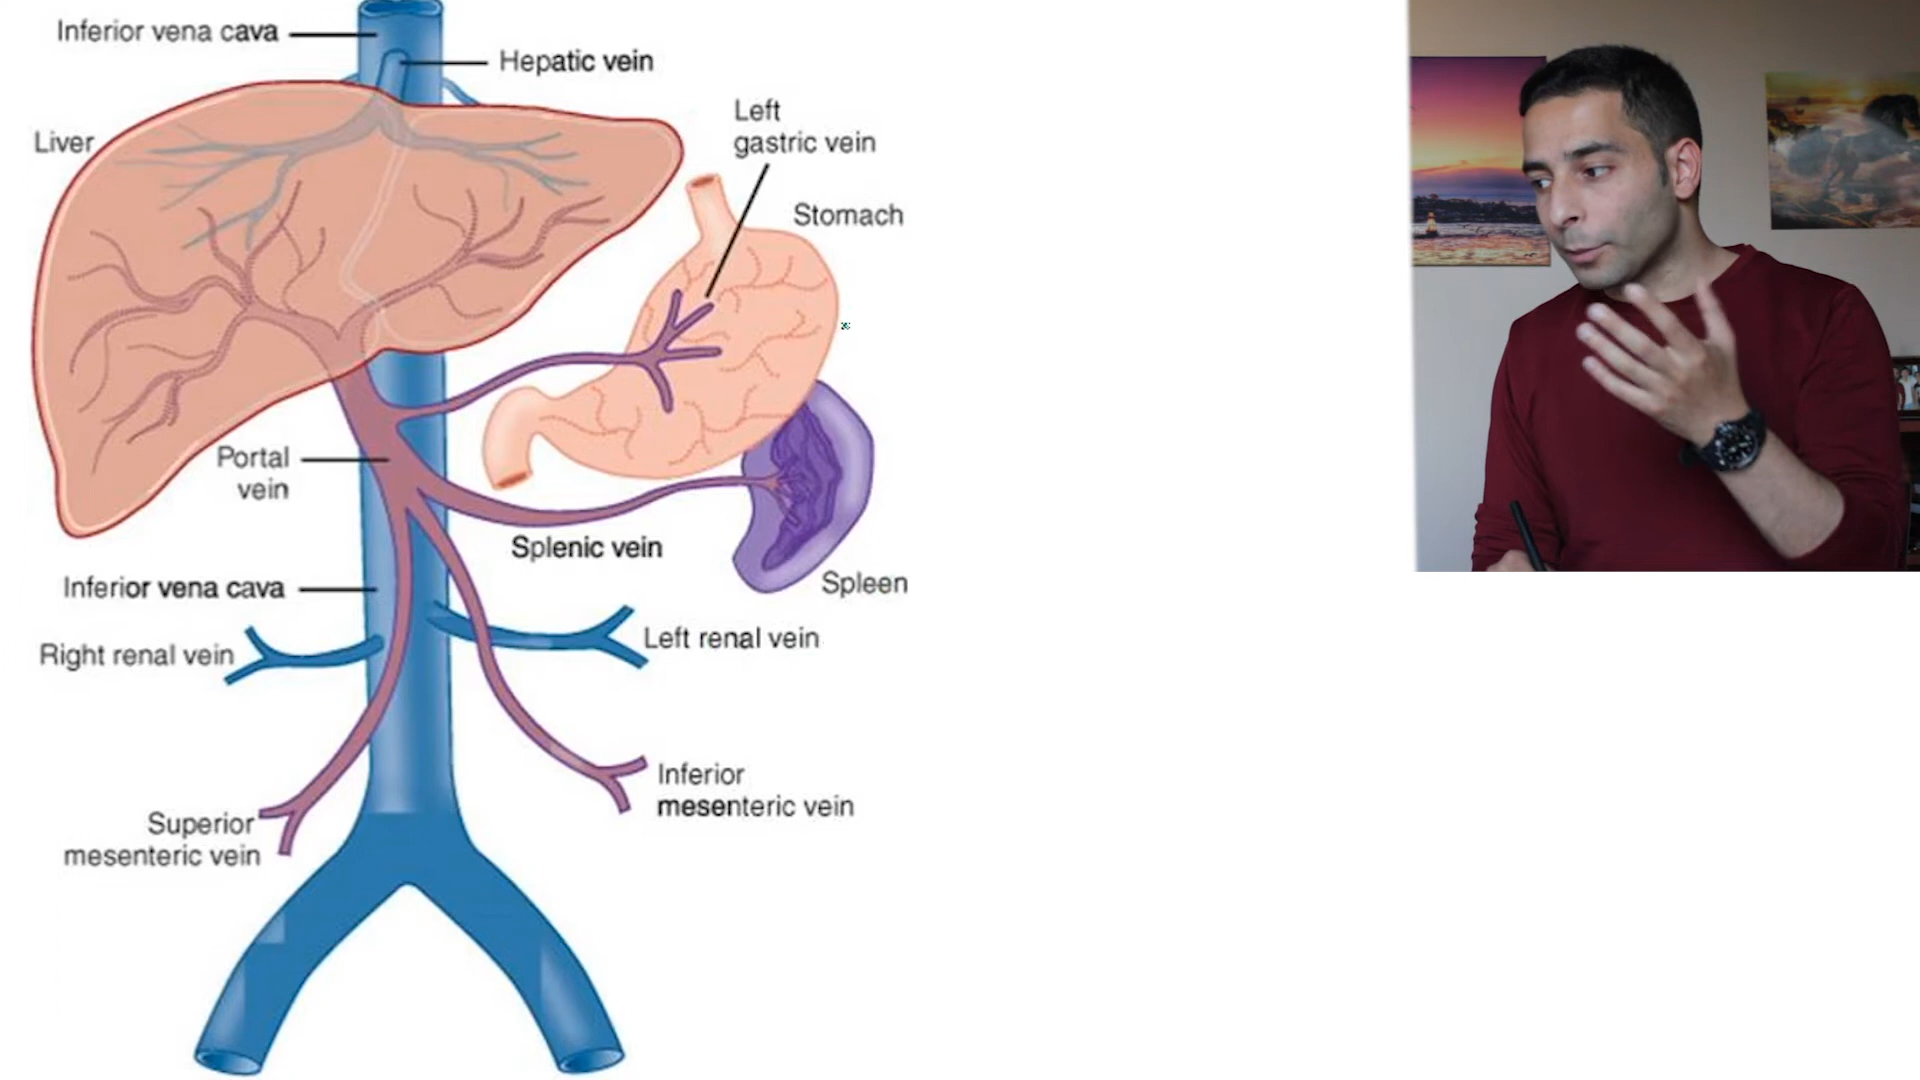 Inferior vena cava
Hepatic vein
Left
gastric vein
Liver
Stomach
Portal
vein
Splenic vein
Spleen
Inferior vena cava
Left renal vein
Right renal vein
Inferior
mesenteric vein
Superior
mesenteric vein